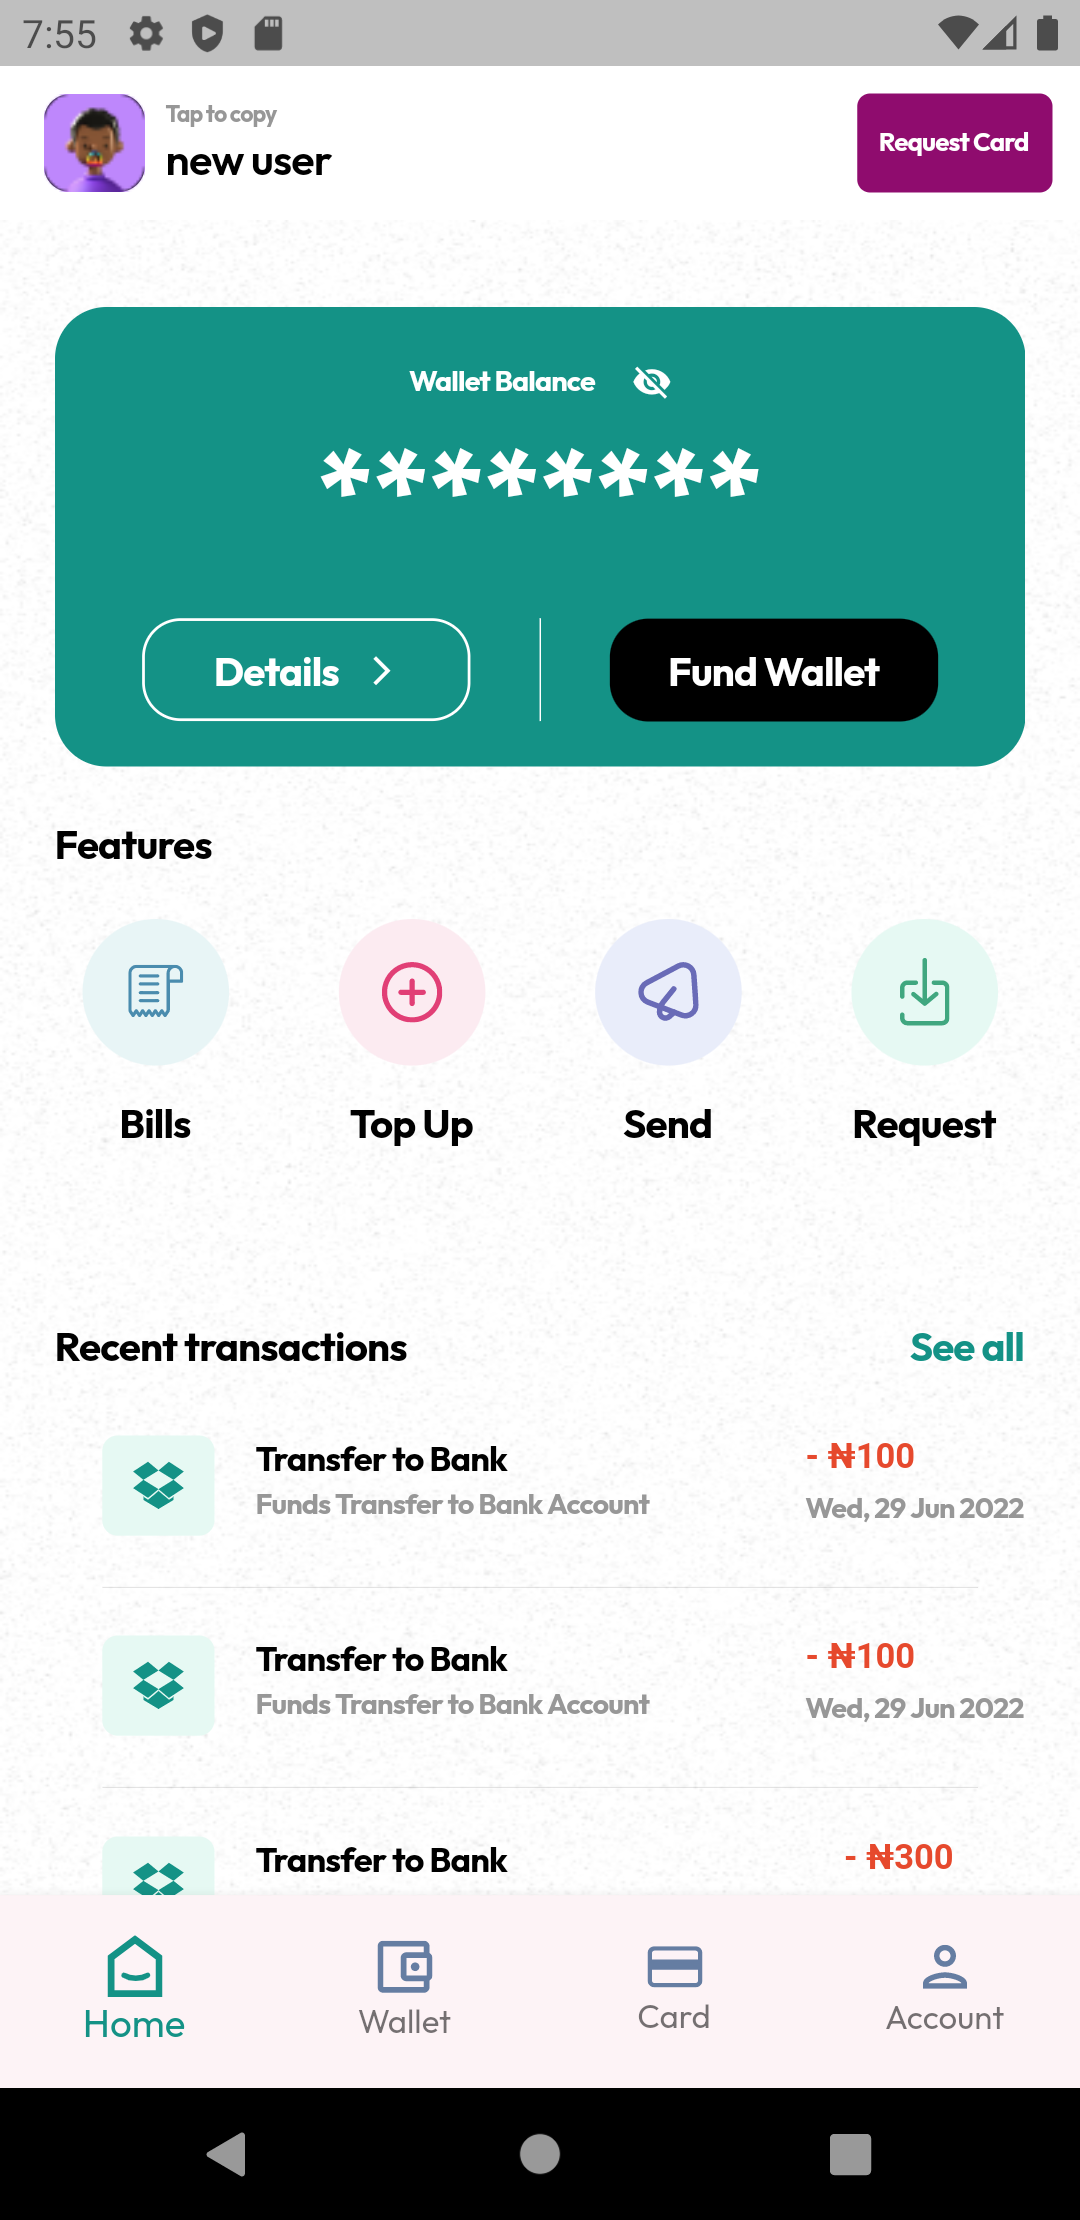 7:55
Tap to copy
new user
Request Card
Wallet Balance
********
Details
Fund Wallet
Features
Bills
Top Up
Send
Request
Recent transactions
See all
Transfer to Bank
- ₦100
Funds Transfer to Bank Account
Wed, 29 Jun 2022
Transfer to Bank
- ₦100
Funds Transfer to Bank Account
Wed, 29 Jun 2022
Transfer to Bank
- ₦300
Home
Wallet
Card
Account